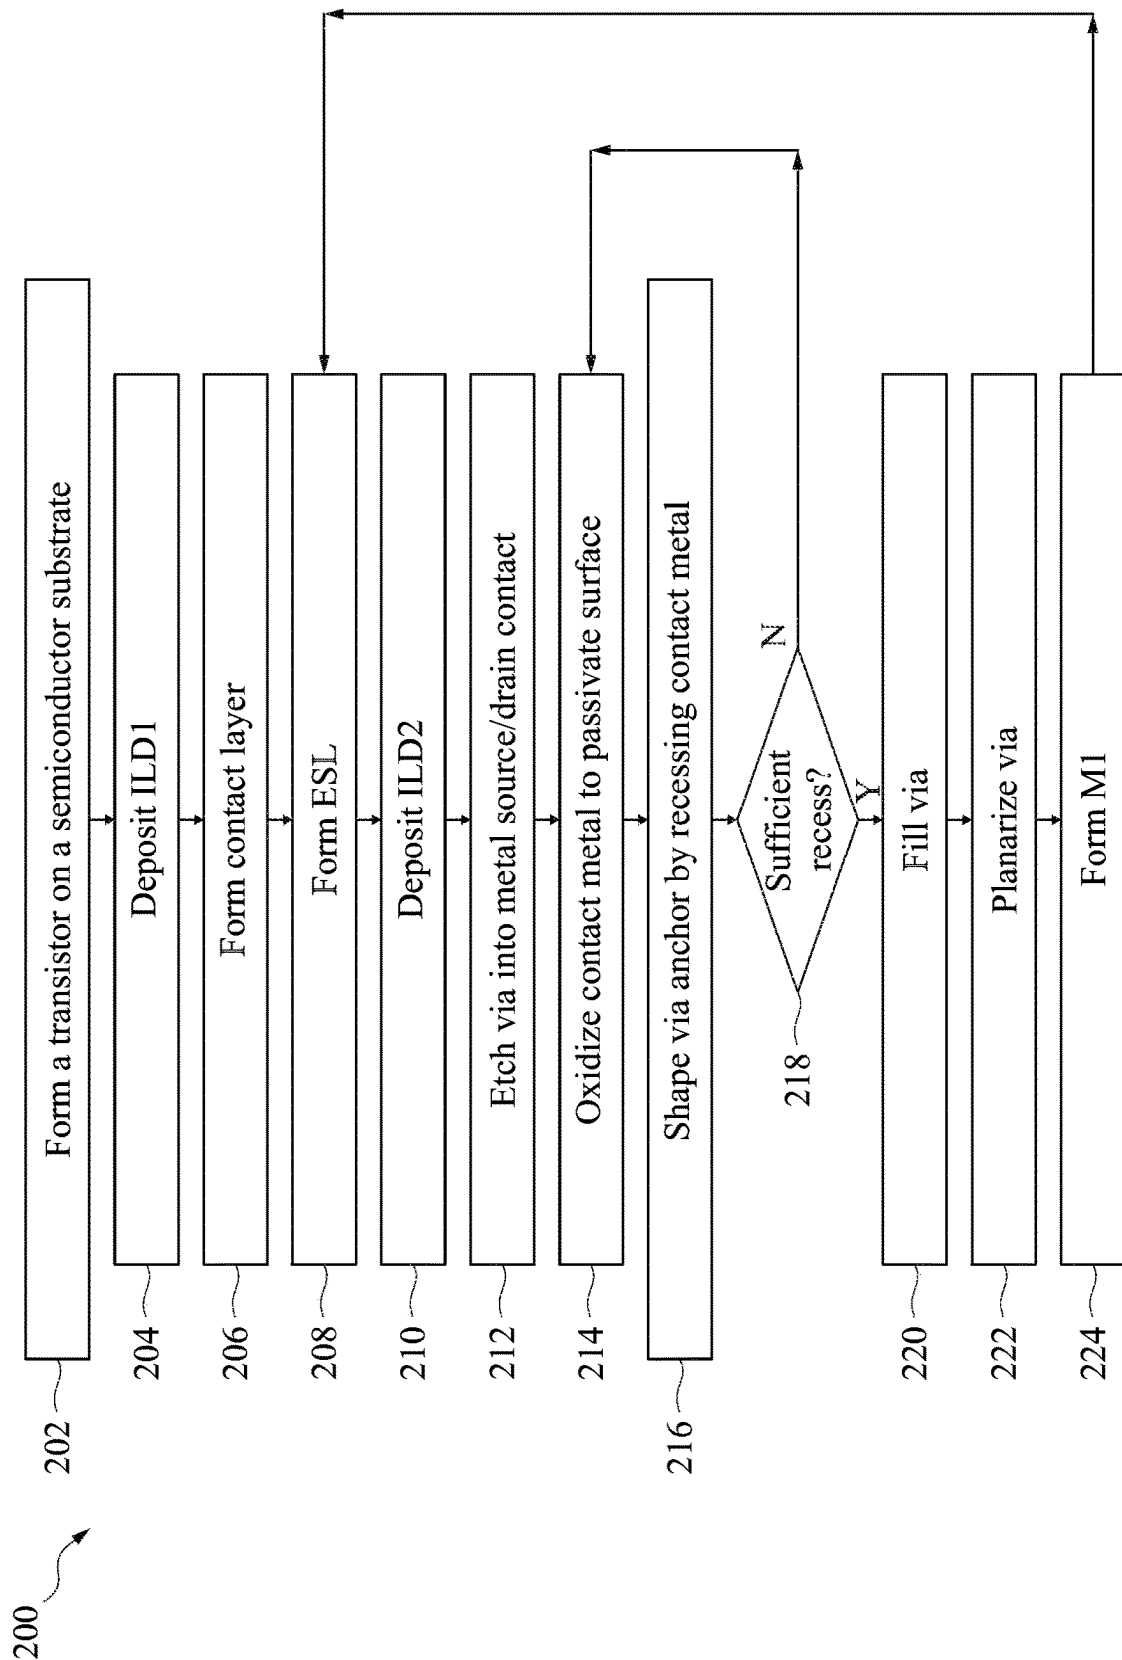 200
202
Form a transistor on a semiconductor substrate
204
Deposit ILD1
206
Form contact layer
208
Form ESL
210
Deposit ILD2
212
Etch via into metal source/drain contact
214
Oxidize contact metal to passivate surface
216
Shape via anchor by recessing contact metal
218
Sufficient
recess?
N
Y
220
Fill via
222
Planarize via
224
Form M1